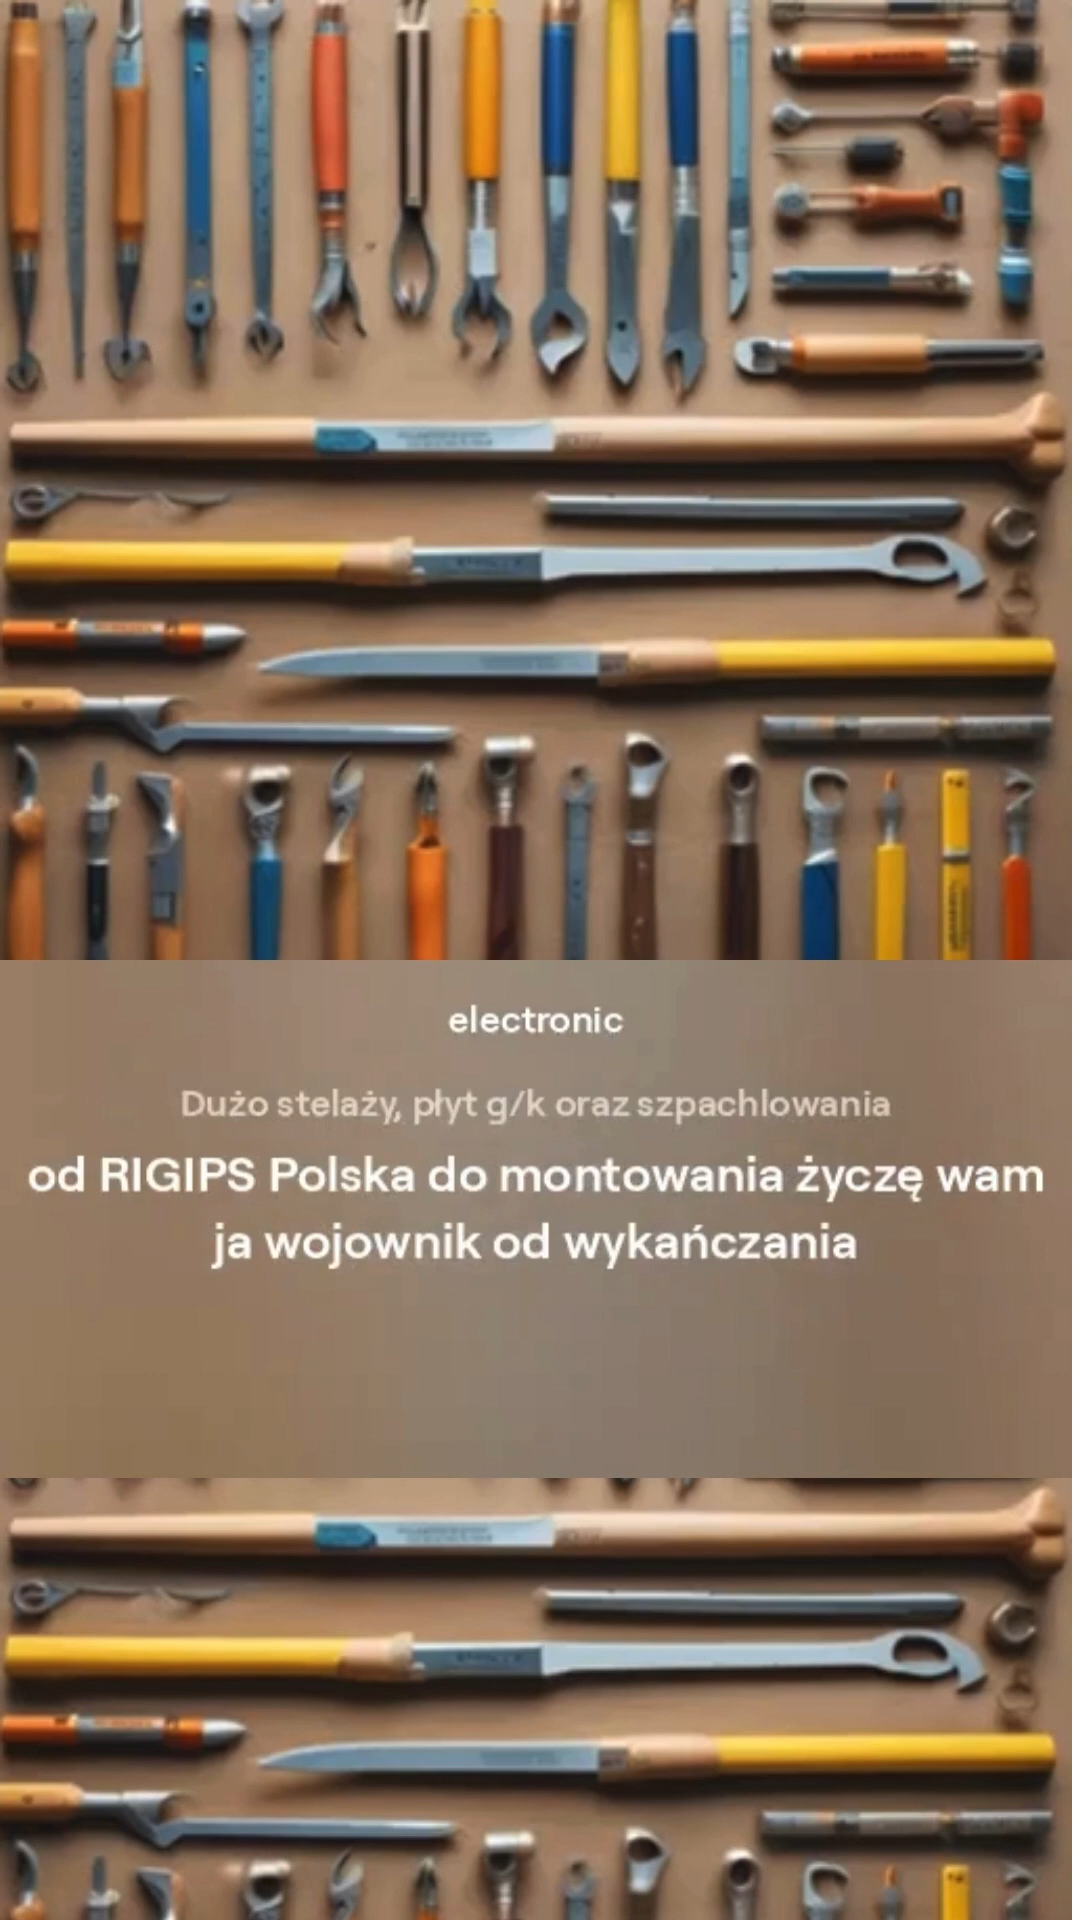 electronic
Dużo stelaży, płyt g/k oraz szpachlowania
od RIGIPS Polska do montowania życzę wam
ja wojownik od wykańczania